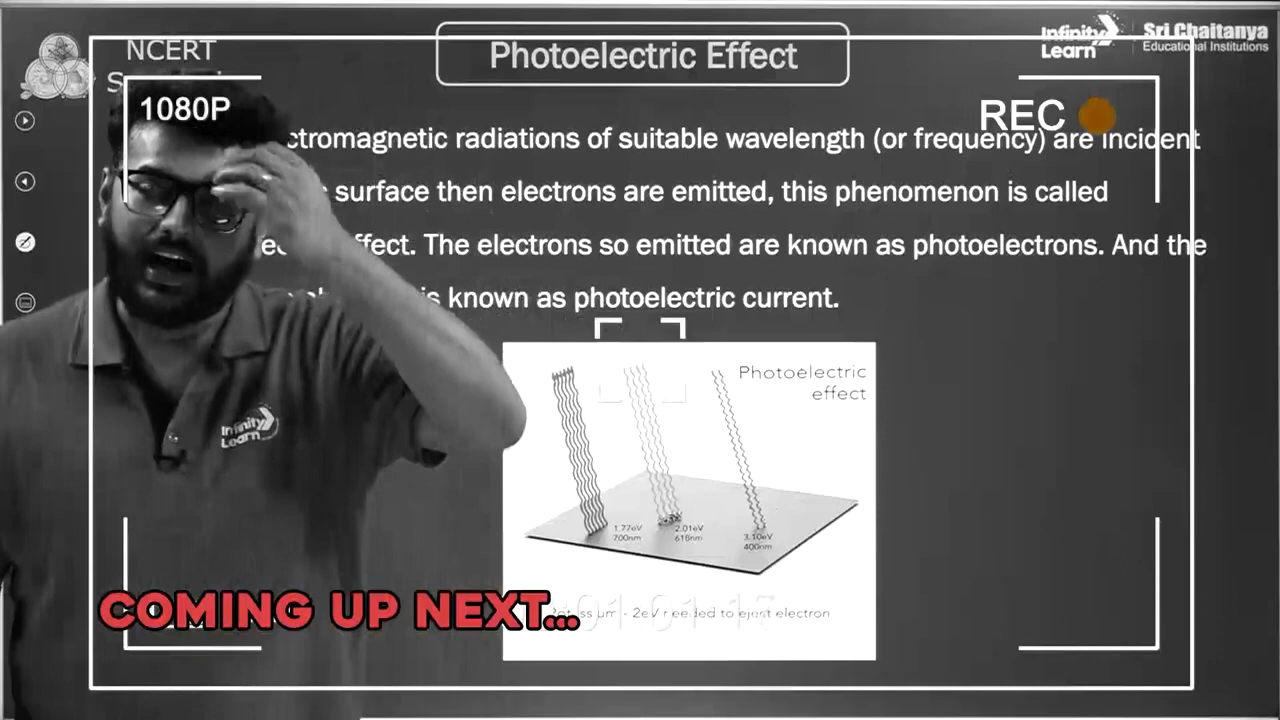 NCERT
Photoelectric Effect
Infinity
Learn
Sri Chaitanya
Educational Institutions
1080P
REC
ctromagnetic radiations of suitable wavelength (or frequency) are incident
surface then electrons are emitted, this phenomenon is called
ffect. The electrons so emitted are known as photoelectrons. And the
is known as photoelectric current.
Infinity
Learn
Photoelectric
effect
1.77eV
700nm
2.01eV
618nm
3.10eV
400nm
- 2eV needed to eject electron
COMING UP NEXT...